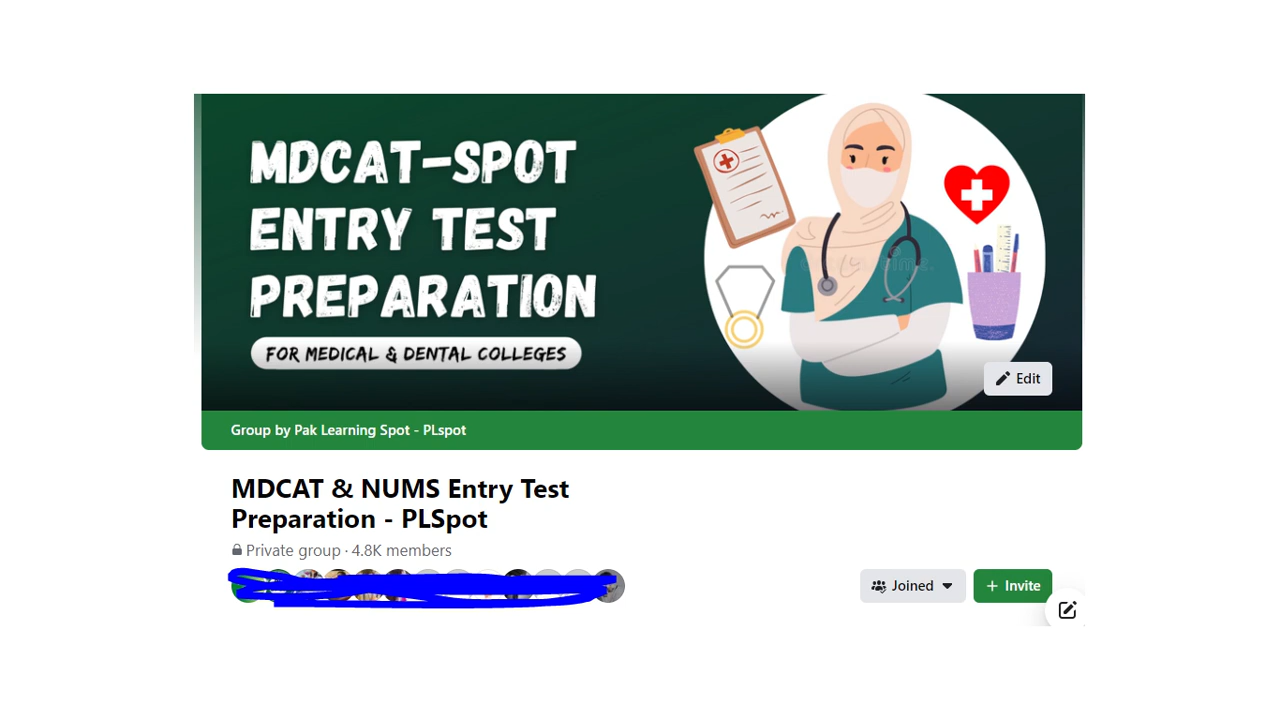 MDCAT-SPOT
ENTRY TEST
PREPARATION
FOR MEDICAL & DENTAL COLLEGES
Edit
Group by Pak Learning Spot - PLspot
MDCAT & NUMS Entry Test
Preparation - PLSpot
Private group · 4.8K members
Joined
+ Invite